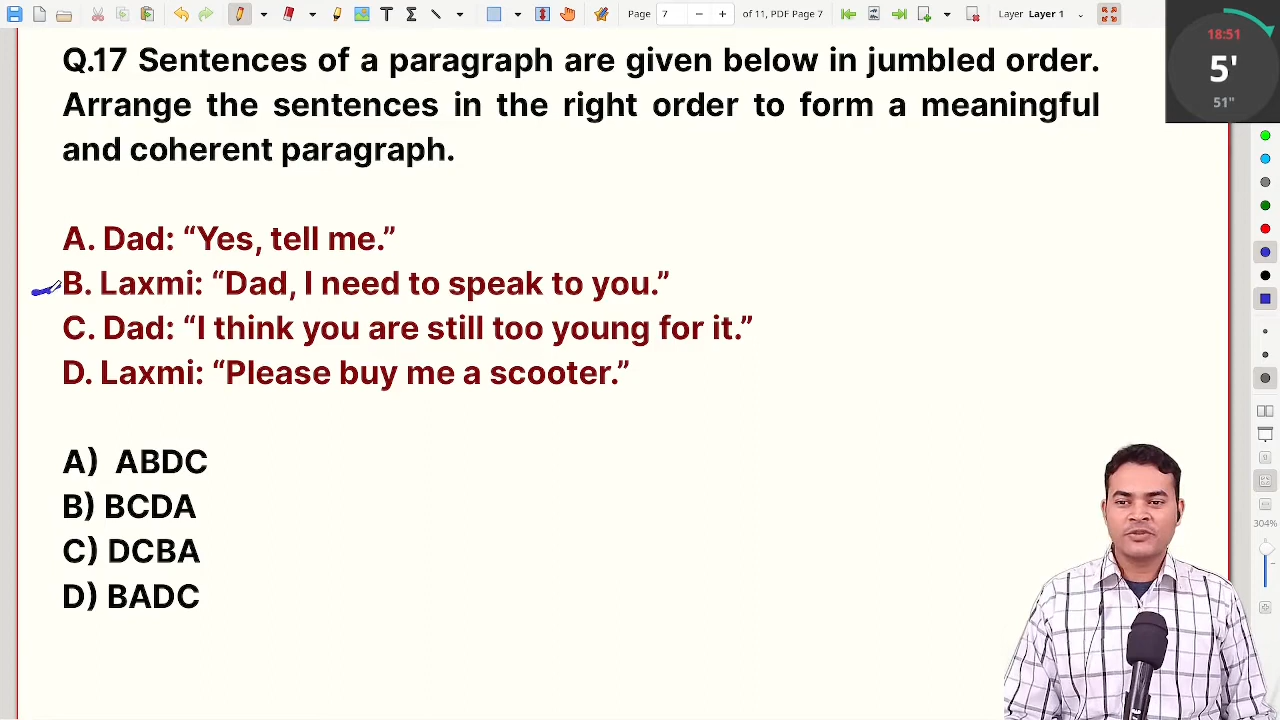 Page 7 of 11, PDF Page 7 Layer Layer 1
18:51
5'
51"
Q.17 Sentences of a paragraph are given below in jumbled order.
Arrange the sentences in the right order to form a meaningful
and coherent paragraph.
A. Dad: “Yes, tell me.”
B. Laxmi: “Dad, I need to speak to you.”
C. Dad: “I think you are still too young for it.”
D. Laxmi: “Please buy me a scooter.”
A) ABDC
B) BCDA
C) DCBA
D) BADC
304%